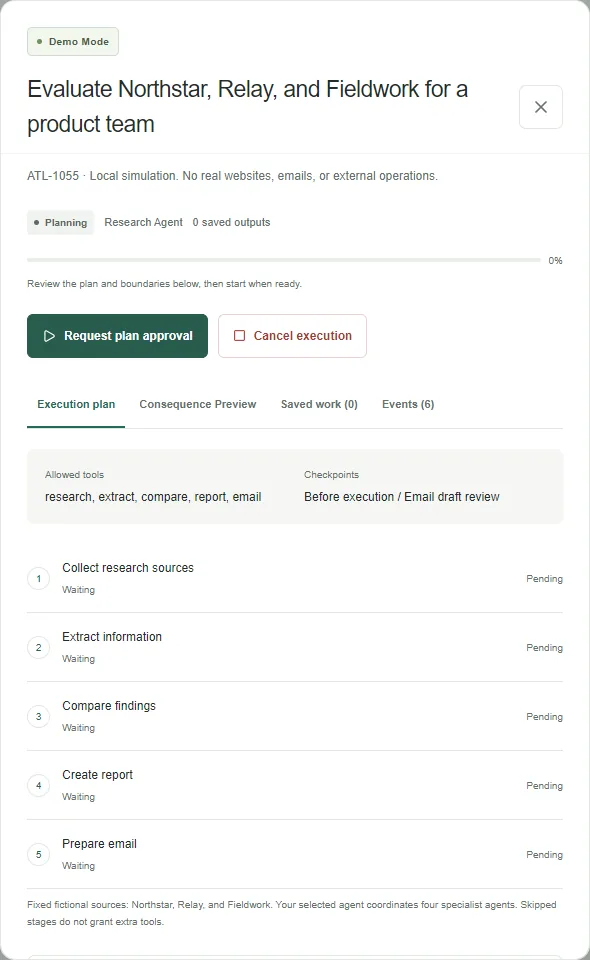 Demo Mode
Evaluate Northstar, Relay, and Fieldwork for a
product team
ATL-1055 · Local simulation. No real websites, emails, or external operations.
Planning Research Agent 0 saved outputs
0%
Review the plan and boundaries below, then start when ready.
Request plan approval Cancel execution
Execution plan Consequence Preview Saved work (0) Events (6)
Allowed tools Checkpoints
research, extract, compare, report, email Before execution / Email draft review
1 Collect research sources Pending
Waiting
2 Extract information Pending
Waiting
3 Compare findings Pending
Waiting
4 Create report Pending
Waiting
5 Prepare email Pending
Waiting
Fixed fictional sources: Northstar, Relay, and Fieldwork. Your selected agent coordinates four specialist agents. Skipped
stages do not grant extra tools.